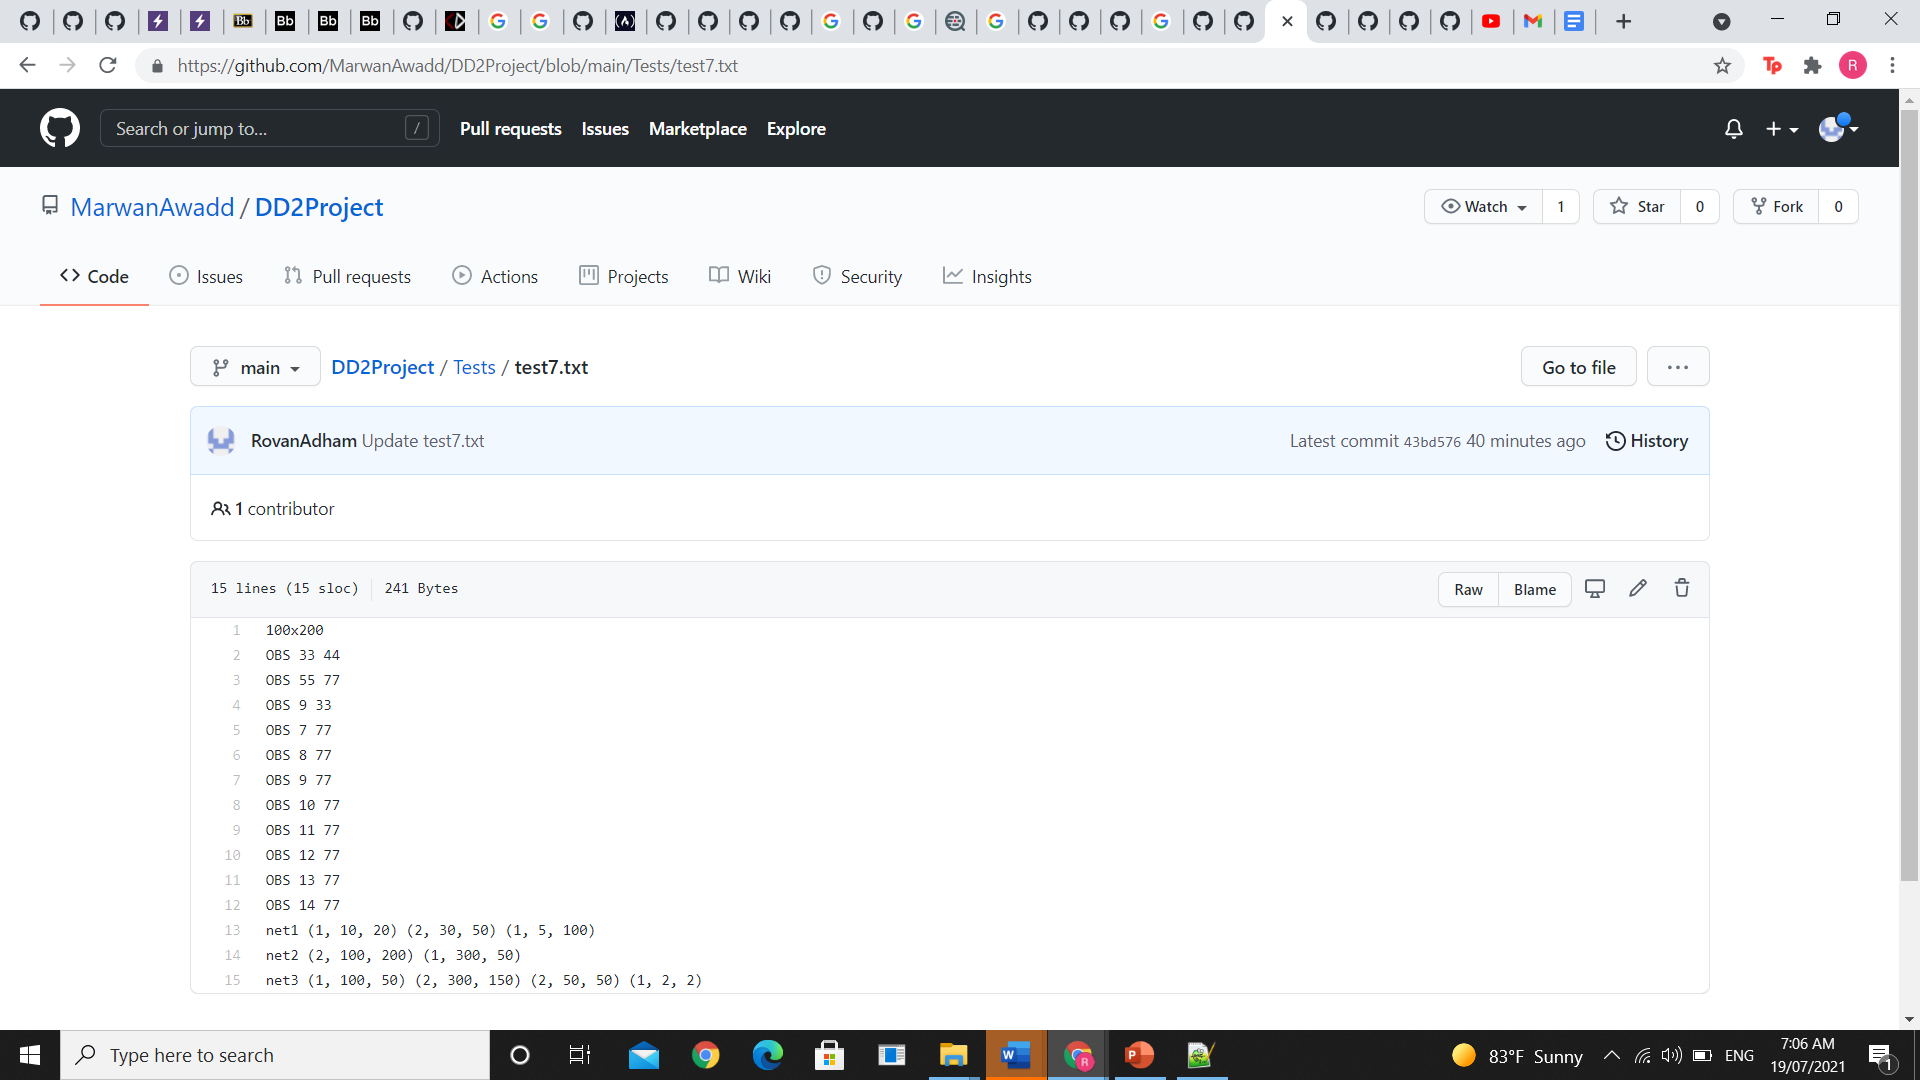 https://github.com/MarwanAwadd/DD2Project/blob/main/Tests/test7.txt
Tp
R
Search or jump to...
/
Pull requests
Issues
Marketplace
Explore
MarwanAwadd / DD2Project
Watch 1
Star 0
Fork 0
Code
Issues
Pull requests
Actions
Projects
Wiki
Security
Insights
main
DD2Project / Tests / test7.txt
Go to file
...
RovanAdham Update test7.txt
Latest commit 43bd576 40 minutes ago
History
1 contributor
15 lines (15 sloc)
241 Bytes
Raw
Blame
1 100x200
2 OBS 33 44
3 OBS 55 77
4 OBS 9 33
5 OBS 7 77
6 OBS 8 77
7 OBS 9 77
8 OBS 10 77
9 OBS 11 77
10 OBS 12 77
11 OBS 13 77
12 OBS 14 77
13 net1 (1, 10, 20) (2, 30, 50) (1, 5, 100)
14 net2 (2, 100, 200) (1, 300, 50)
15 net3 (1, 100, 50) (2, 300, 150) (2, 50, 50) (1, 2, 2)
Type here to search
83°F Sunny
ENG
7:06 AM
19/07/2021
1